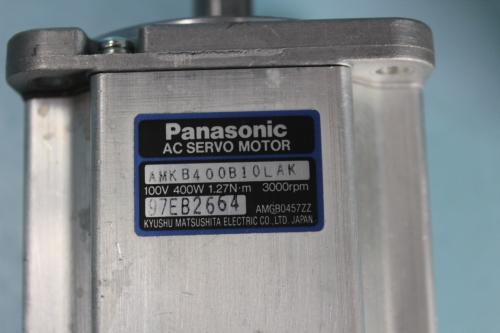 Panasonic
AC SERVO MOTOR
AMKB400B10LAK
100V 400W 1.27N·m 3000rpm
97EB2664 AMGB0457ZZ
KYUSHU MATSUSHITA ELECTRIC CO., LTD. JAPAN